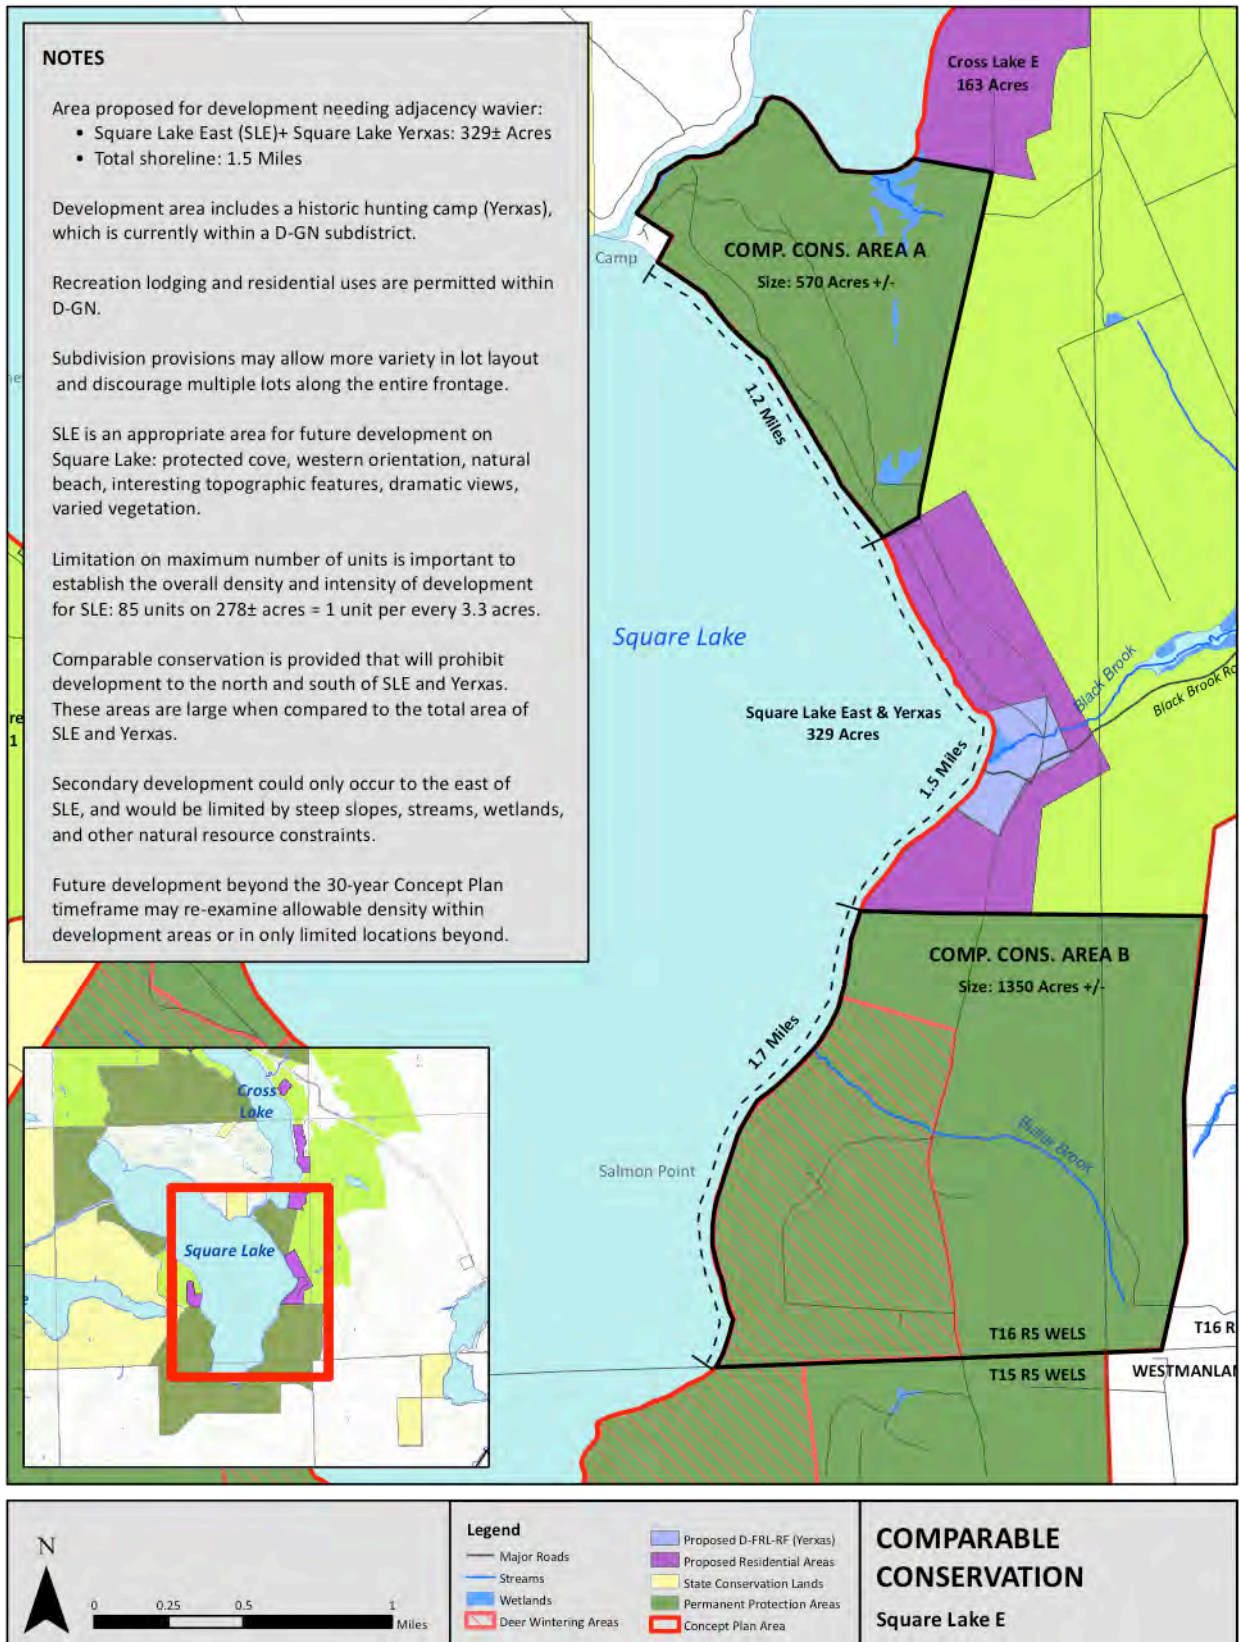 NOTES
Area proposed for development needing adjacency wavier:
• Square Lake East (SLE)+ Square Lake Yerxas: 329± Acres
• Total shoreline: 1.5 Miles
Development area includes a historic hunting camp (Yerxas),
which is currently within a D-GN subdistrict.
Recreation lodging and residential uses are permitted within
D-GN.
Subdivision provisions may allow more variety in lot layout
and discourage multiple lots along the entire frontage.
SLE is an appropriate area for future development on
Square Lake: protected cove, western orientation, natural
beach, interesting topographic features, dramatic views,
varied vegetation.
Limitation on maximum number of units is important to
establish the overall density and intensity of development
for SLE: 85 units on 278± acres = 1 unit per every 3.3 acres.
Comparable conservation is provided that will prohibit
development to the north and south of SLE and Yerxas.
These areas are large when compared to the total area of
SLE and Yerxas.
Secondary development could only occur to the east of
SLE, and would be limited by steep slopes, streams, wetlands,
and other natural resource constraints.
Future development beyond the 30-year Concept Plan
timeframe may re-examine allowable density within
development areas or in only limited locations beyond.
Cross Lake E
163 Acres
COMP. CONS. AREA A
Size: 570 Acres +/-
Camp
1.2 Miles
Square Lake
Black Brook
Black Brook Ro
Square Lake East & Yerxas
329 Acres
1.5 Miles
re
1
COMP. CONS. AREA B
Size: 1350 Acres +/-
1.7 Miles
Salmon Point
T16 R5 WELS
T16 R
T15 R5 WELS
WESTMANLAN
Cross
Lake
Square Lake
e
N
0
0.25
0.5
1
Miles
Legend
Major Roads
Streams
Wetlands
Deer Wintering Areas
Proposed D-FRL-RF (Yerxas)
Proposed Residential Areas
State Conservation Lands
Permanent Protection Areas
Concept Plan Area
COMPARABLE
CONSERVATION
Square Lake E